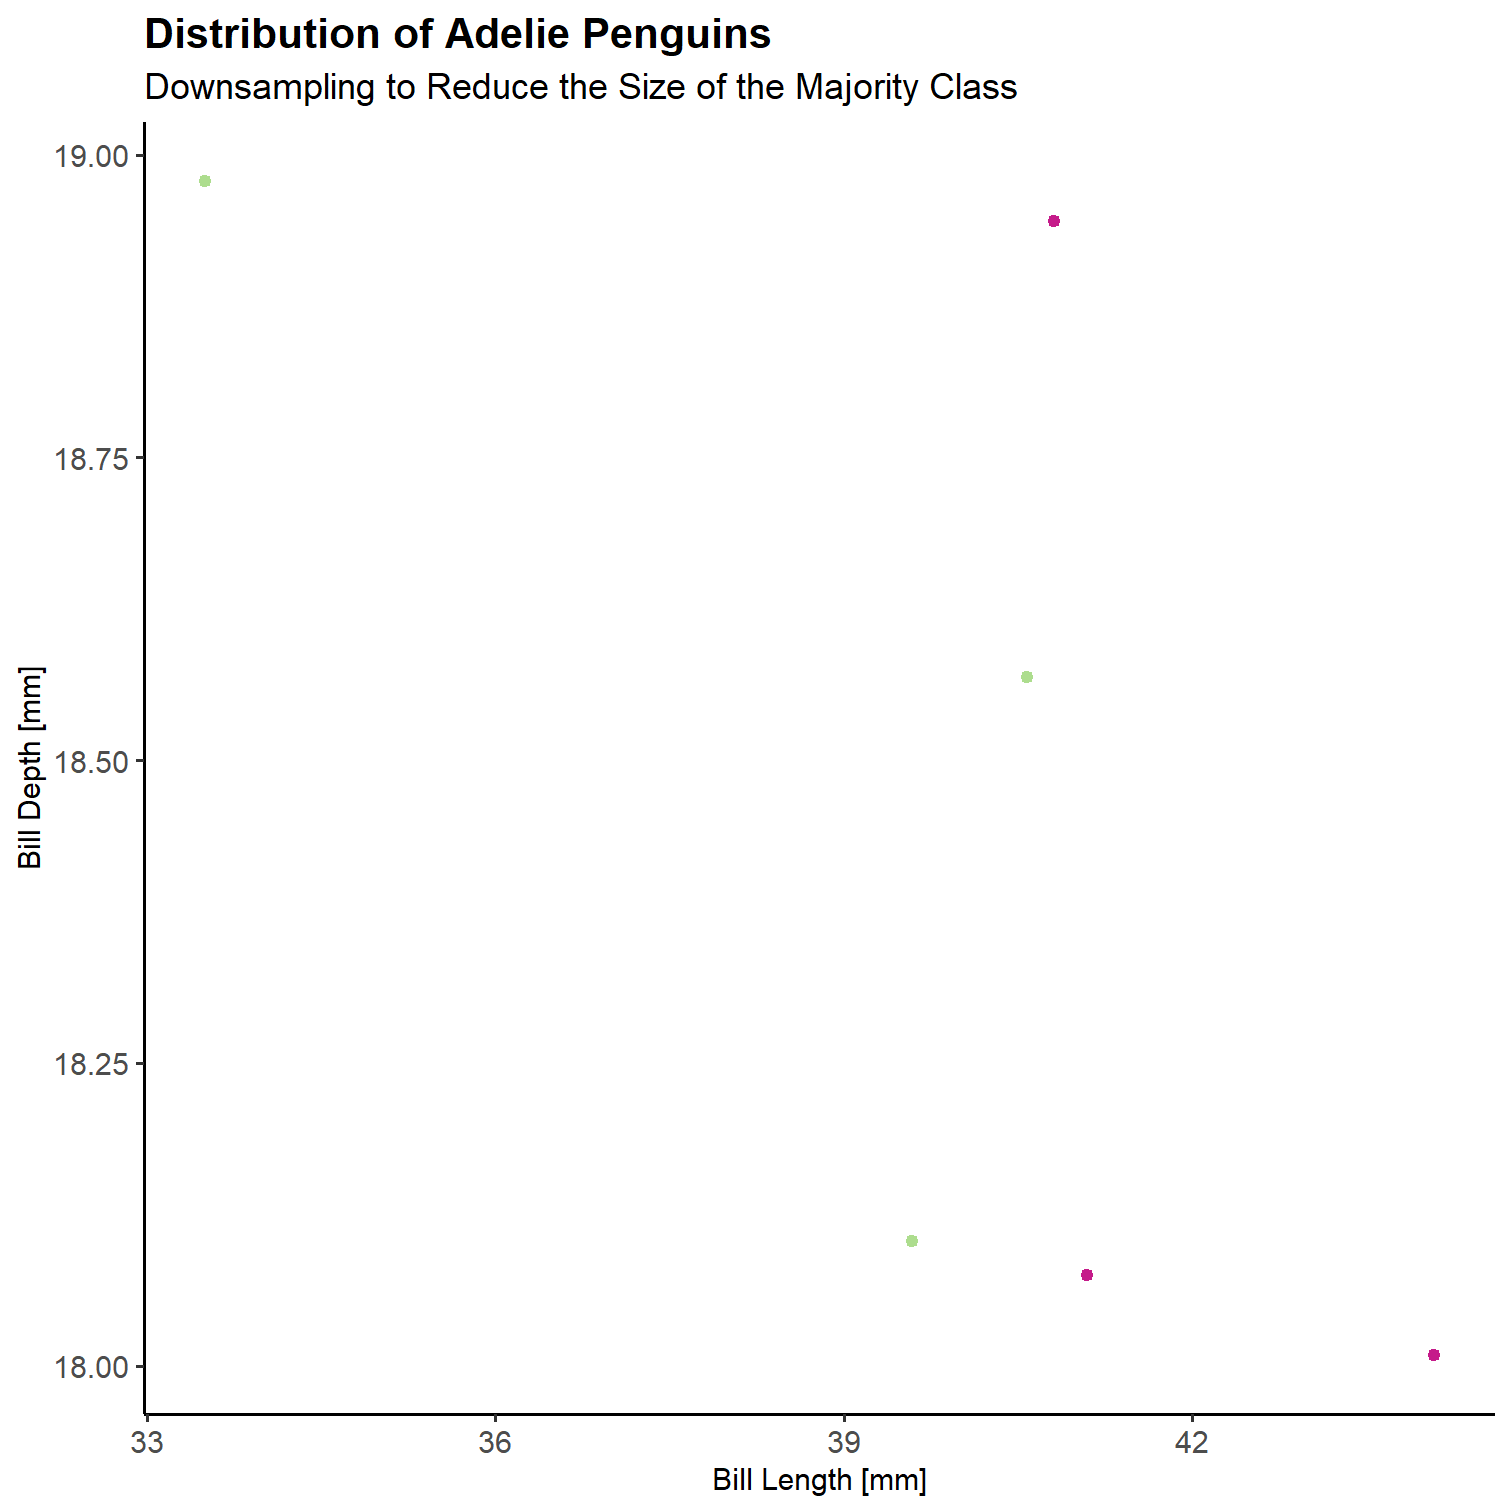 Distribution of Adelie Penguins
Downsampling to Reduce the Size of the Majority Class
19.00
18.75
18.50
18.25
18.00
Bill Depth [mm]
33 36 39 42
Bill Length [mm]